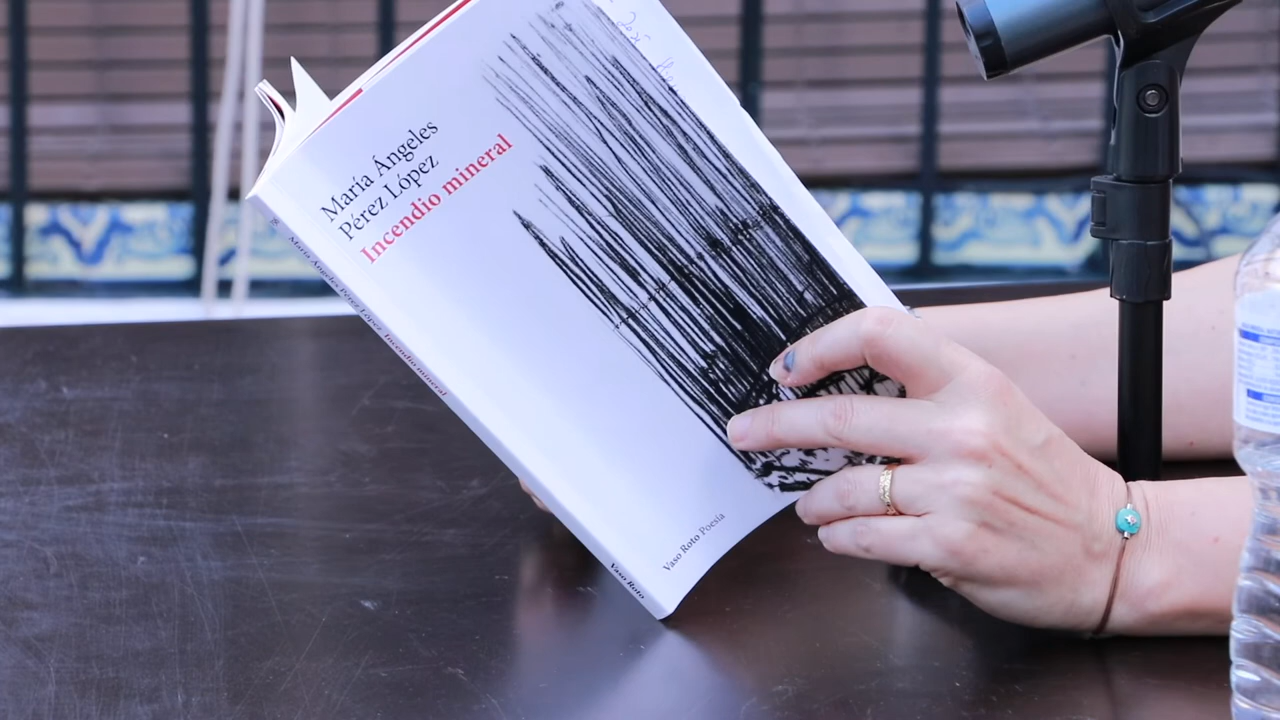 María Ángeles
Pérez López
Incendio mineral
Vaso Roto Poesía
María Ángeles Pérez López Incendio mineral
Vaso Roto